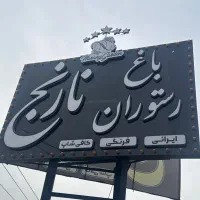 باغ
رستوران نارنج
ایرانی فرنگی کافی شاپ